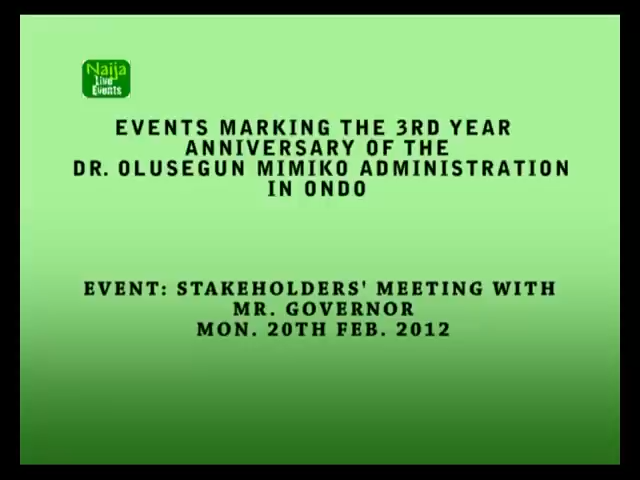 Naija
Live
Events
EVENTS MARKING THE 3RD YEAR
ANNIVERSARY OF THE
DR. OLUSEGUN MIMIKO ADMINISTRATION
IN ONDO
EVENT: STAKEHOLDERS' MEETING WITH
MR. GOVERNOR
MON. 20TH FEB. 2012